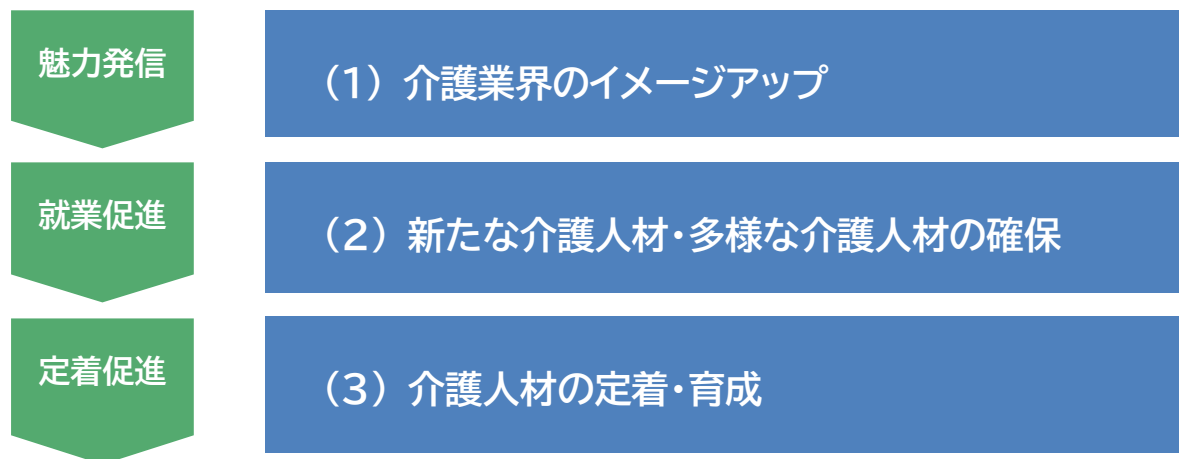 魅力発信
（1）介護業界のイメージアップ
就業促進
（2）新たな介護人材・多様な介護人材の確保
定着促進
（3）介護人材の定着・育成